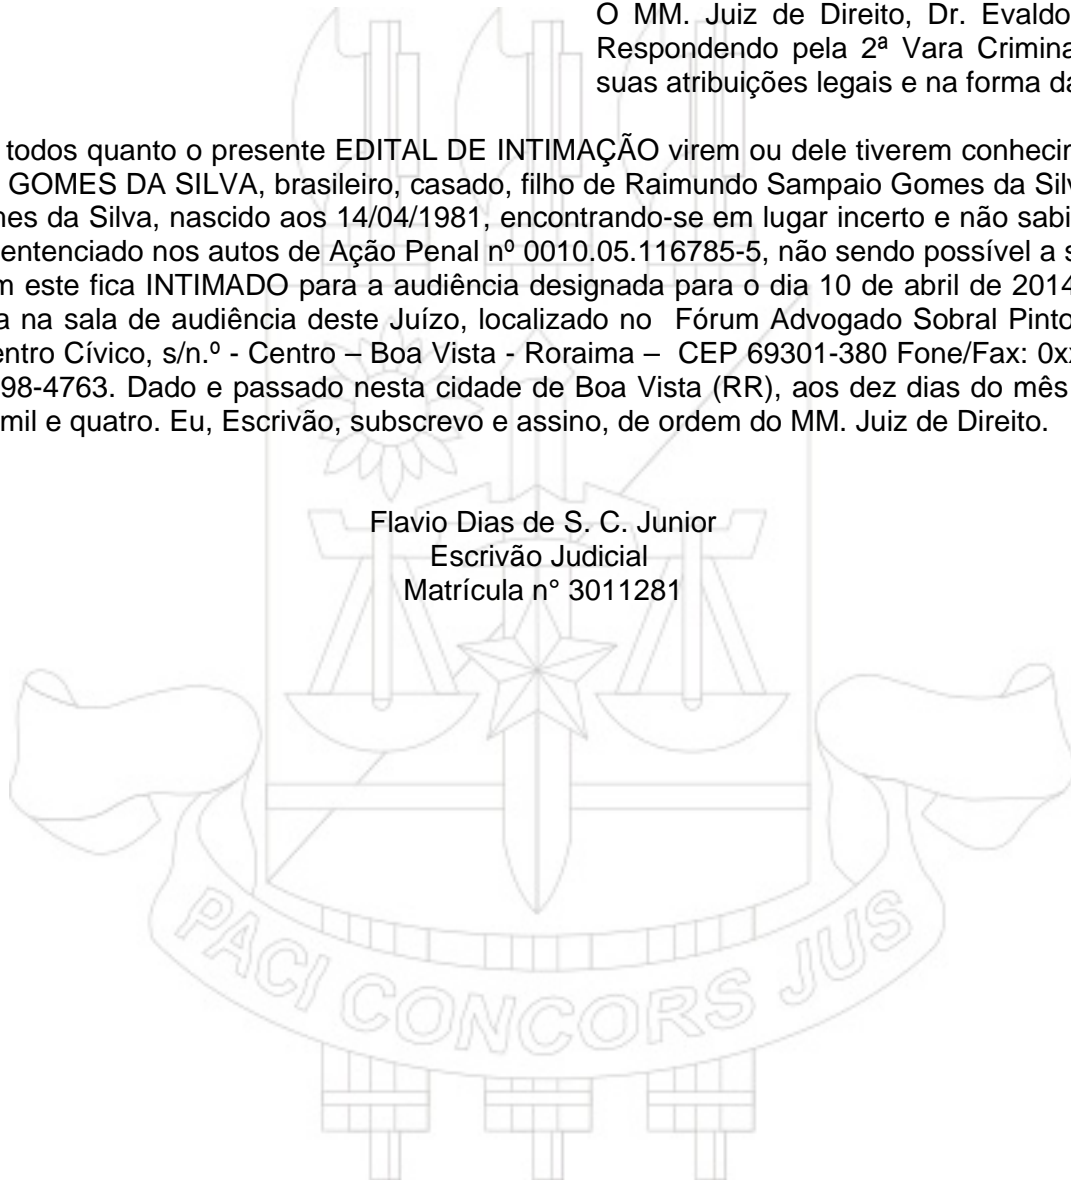 O MM. Juiz de Direito, Dr. Evaldo
Respondendo pela 2ª Vara Crimina
suas atribuições legais e na forma da
todos quanto o presente EDITAL DE INTIMAÇÃO virem ou dele tiverem conhecin
GOMES DA SILVA, brasileiro, casado, filho de Raimundo Sampaio Gomes da Silv
nes da Silva, nascido aos 14/04/1981, encontrando-se em lugar incerto e não sabi
entenciado nos autos de Ação Penal nº 0010.05.116785-5, não sendo possível a s
m este fica INTIMADO para a audiência designada para o dia 10 de abril de 2014
a na sala de audiência deste Juízo, localizado no Fórum Advogado Sobral Pinto
entro Cívico, s/n.º - Centro – Boa Vista - Roraima – CEP 69301-380 Fone/Fax: 0xx
98-4763. Dado e passado nesta cidade de Boa Vista (RR), aos dez dias do mês
mil e quatro. Eu, Escrivão, subscrevo e assino, de ordem do MM. Juiz de Direito.
Flavio Dias de S. C. Junior
Escrivão Judicial
Matrícula n° 3011281
PACI CONCORS JUS